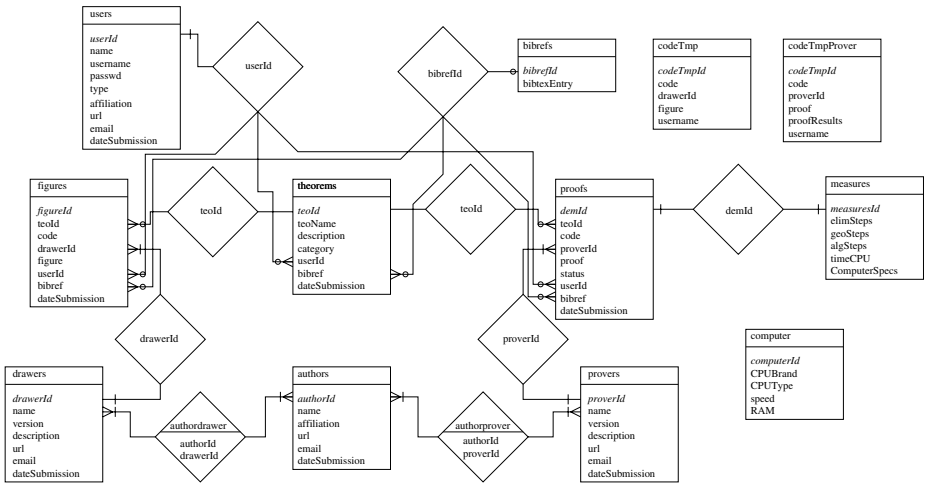 users
userId
name
username
passwd
type
affiliation
url
email
dateSubmission
userId
bibrefId
bibrefs
bibrefId
bibtexEntry
codeTmp
codeTmpId
code
drawerId
figure
username
codeTmpProver
codeTmpId
code
proverId
proof
proofResults
username
figures
figureId
teoId
code
drawerId
figure
userId
bibref
dateSubmission
teoId
theorems
teoId
teoName
description
category
userId
bibref
dateSubmission
teoId
proofs
demId
teoId
code
proverId
proof
status
userId
bibref
dateSubmission
demId
measures
measuresId
elimSteps
geoSteps
algSteps
timeCPU
ComputerSpecs
drawerId
proverId
computer
computerId
CPUBrand
CPUType
speed
RAM
drawers
drawerId
name
version
description
url
email
dateSubmission
authordrawer
authorId
drawerId
authors
authorId
name
affiliation
url
email
dateSubmission
authorprover
authorId
proverId
provers
proverId
name
version
description
url
email
dateSubmission